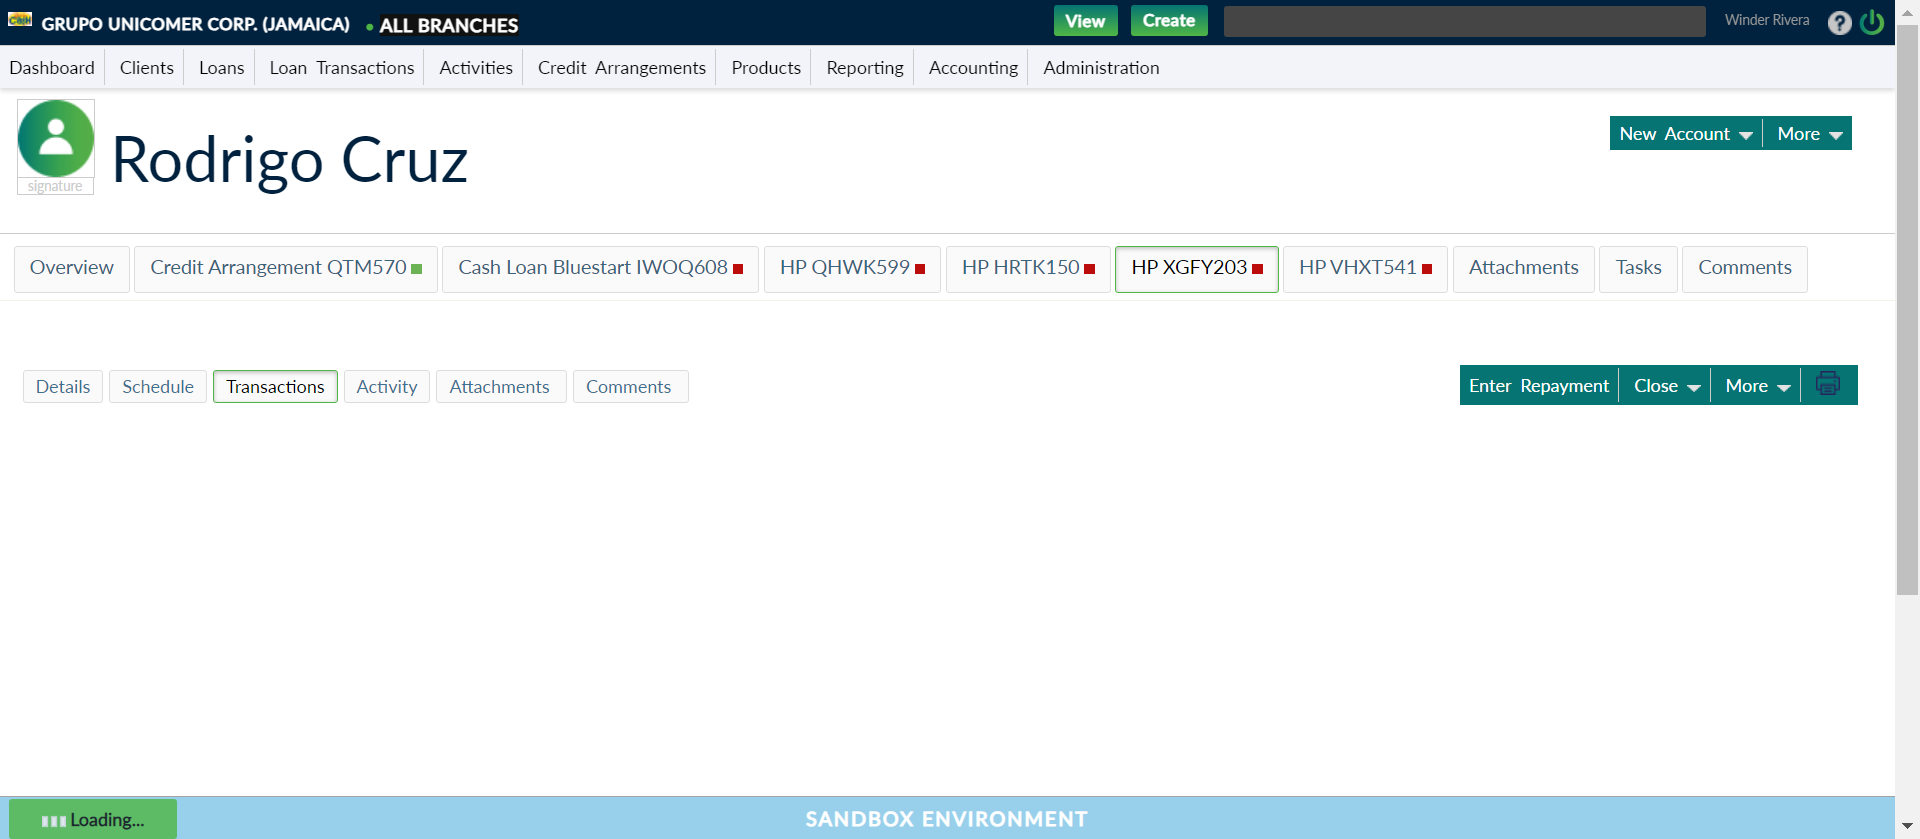 Cash GRUPO UNICOMER CORP. (JAMAICA) • ALL BRANCHES View Create Winder Rivera ?
Dashboard Clients Loans Loan Transactions Activities Credit Arrangements Products Reporting Accounting Administration
signature
Rodrigo Cruz
New Account More
Overview Credit Arrangement QTM570 Cash Loan Bluestart IWOQ608 HP QHWK599 HP HRTK150 HP XGFY203 HP VHXT541 Attachments Tasks Comments
Details Schedule Transactions Activity Attachments Comments Enter Repayment Close More
Loading... SANDBOX ENVIRONMENT